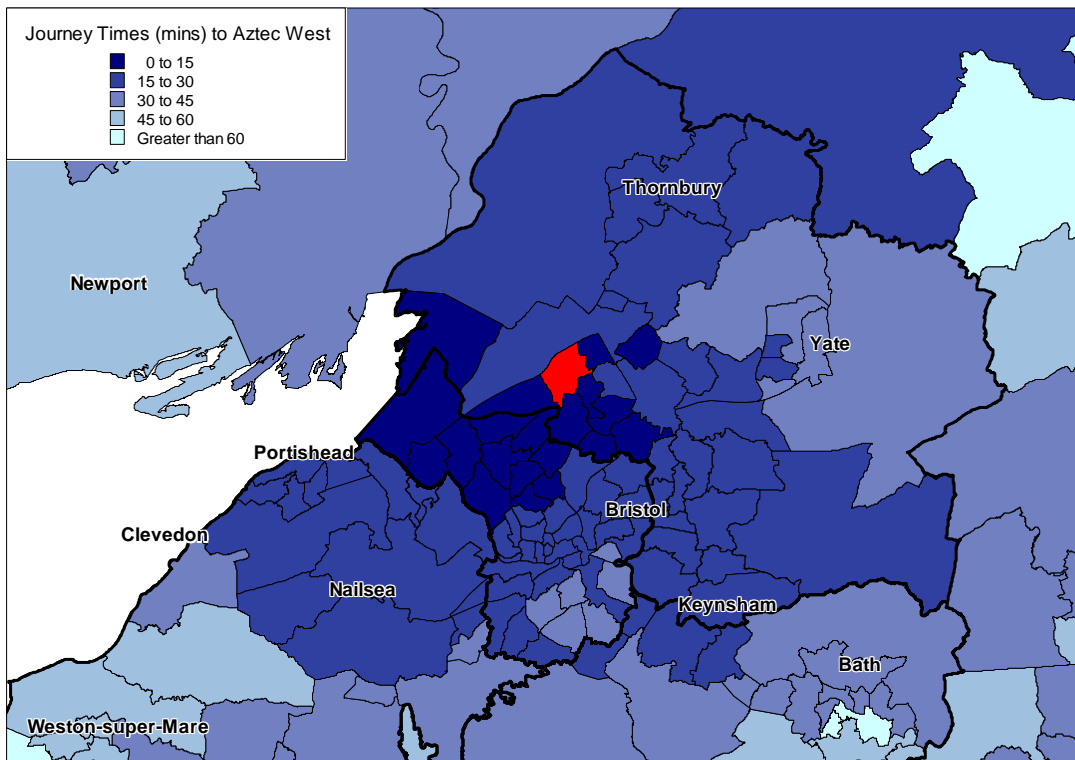 Journey Times (mins) to Aztec West
0 to 15
15 to 30
30 to 45
45 to 60
Greater than 60
Thornbury
Newport
Yate
Portishead
Bristol
Clevedon
Nailsea
Keynsham
Bath
Weston-super-Mare